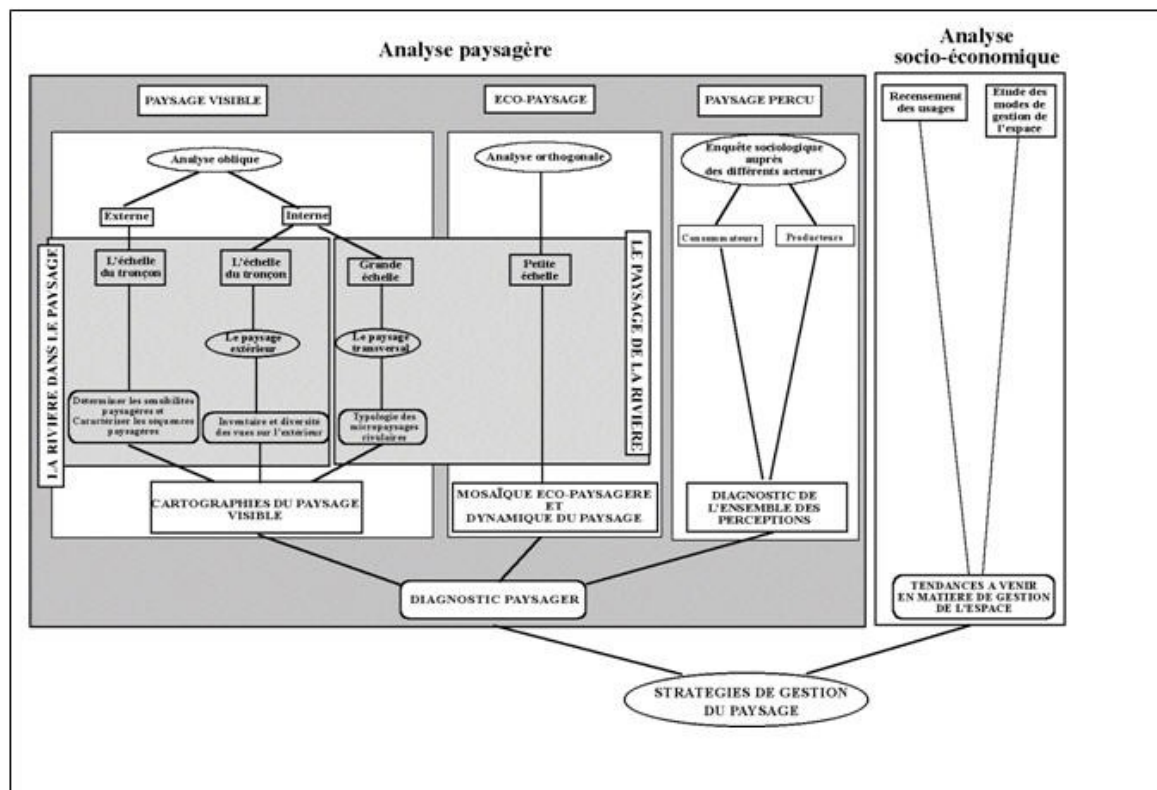 Analyse paysagère
Analyse
socio-économique
PAYSAGE VISIBLE
ECO-PAYSAGE
PAYSAGE PERCU
Recensement
des usages
Etude des
modes de
gestion de
l'espace
Analyse oblique
Analyse orthogonale
Enquête sociologique
auprès
des différents acteurs
Externe
Interne
Consommateurs
Producteurs
LA RIVIERE DANS LE PAYSAGE
L'échelle
du tronçon
L'échelle
du tronçon
Grande
échelle
Petite
échelle
LE PAYSAGE DE LA RIVIERE
Le paysage
extérieur
Le paysage
transversal
Déterminer les sensibilités
paysagères et
Caractériser les séquences
paysagères
Inventaire et diversité
des vues sur l'extérieur
Typologie des
micropaysages
rivulaires
CARTOGRAPHIES DU PAYSAGE
VISIBLE
MOSAÏQUE ECO-PAYSAGERE
ET
DYNAMIQUE DU PAYSAGE
DIAGNOSTIC DE
L'ENSEMBLE DES
PERCEPTIONS
DIAGNOSTIC PAYSAGER
TENDANCES A VENIR
EN MATIERE DE GESTION
DE L'ESPACE
STRATEGIES DE GESTION
DU PAYSAGE